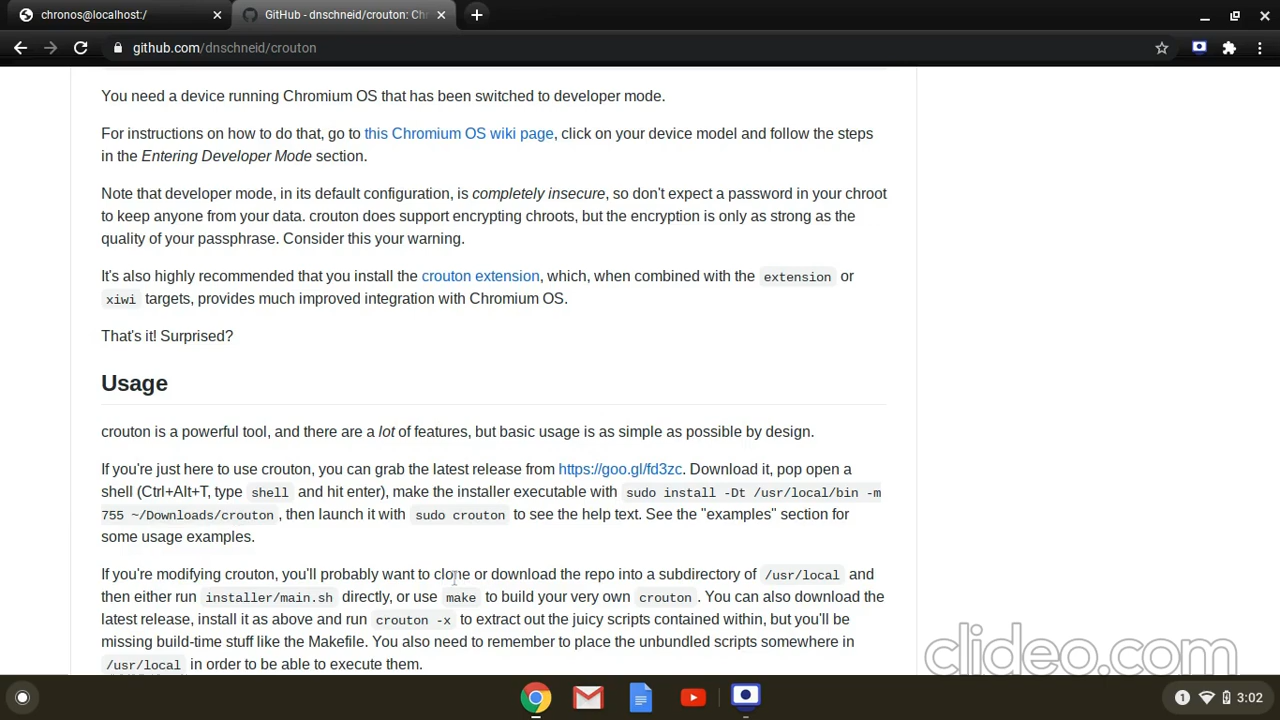 chronos@localhost:/
GitHub - dnschneid/crouton: Ch
github.com/dnschneid/crouton
You need a device running Chromium OS that has been switched to developer mode.
For instructions on how to do that, go to this Chromium OS wiki page, click on your device model and follow the steps
in the Entering Developer Mode section.
Note that developer mode, in its default configuration, is completely insecure, so don't expect a password in your chroot
to keep anyone from your data. crouton does support encrypting chroots, but the encryption is only as strong as the
quality of your passphrase. Consider this your warning.
It's also highly recommended that you install the crouton extension, which, when combined with the extension or
xiwi targets, provides much improved integration with Chromium OS.
That's it! Surprised?
Usage
crouton is a powerful tool, and there are a lot of features, but basic usage is as simple as possible by design.
If you're just here to use crouton, you can grab the latest release from https://goo.gl/fd3zc. Download it, pop open a
shell (Ctrl+Alt+T, type shell and hit enter), make the installer executable with sudo install -Dt /usr/local/bin -m
755 ~/Downloads/crouton, then launch it with sudo crouton to see the help text. See the "examples" section for
some usage examples.
If you're modifying crouton, you'll probably want to clone or download the repo into a subdirectory of /usr/local and
then either run installer/main.sh directly, or use make to build your very own crouton. You can also download the
latest release, install it as above and run crouton -x to extract out the juicy scripts contained within, but you'll be
missing build-time stuff like the Makefile. You also need to remember to place the unbundled scripts somewhere in
/usr/local in order to be able to execute them.
clideo.com
1 3:02